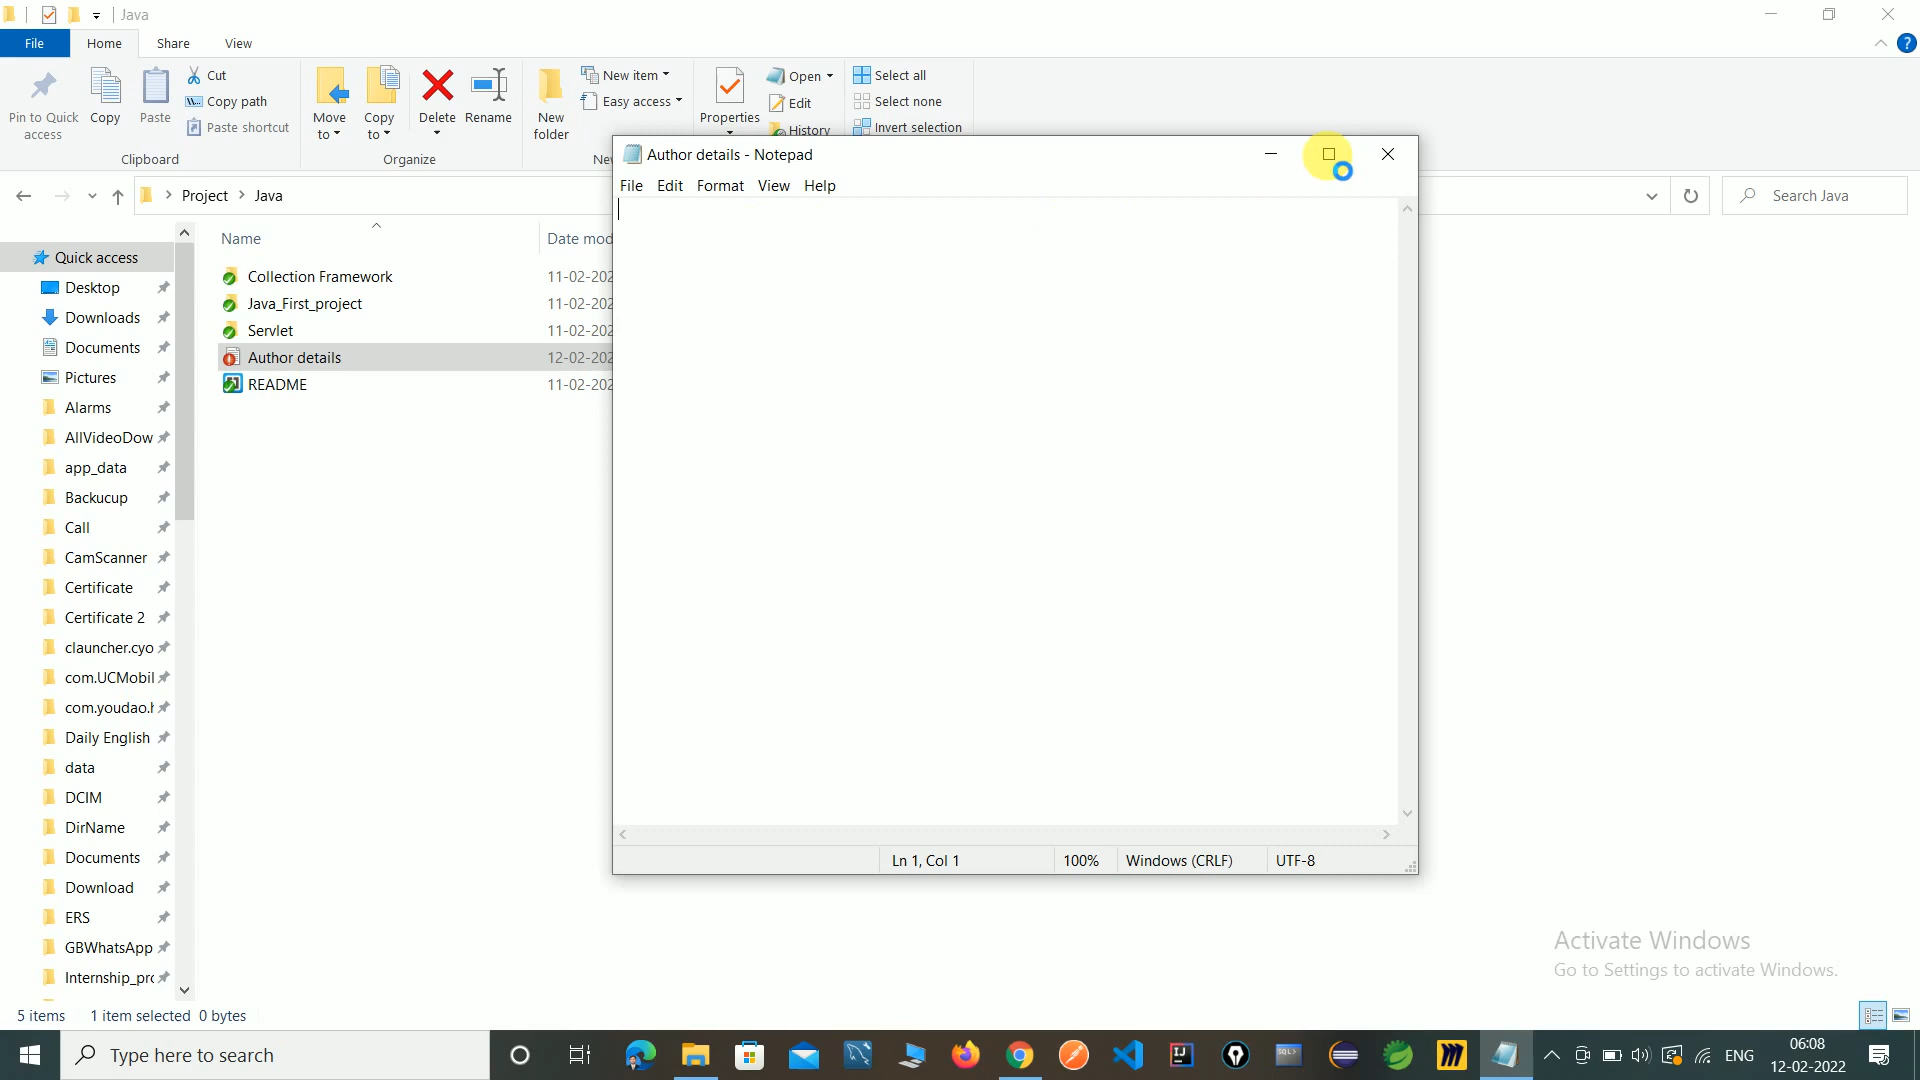 Java
File Home Share View
Pin to Quick access
Copy
Paste
Cut
Copy path
Paste shortcut
Clipboard
Move to
Copy to
Delete
Rename
Organize
New folder
New item
Easy access
New
Properties
Open
Edit
History
Select all
Select none
Invert selection
Project > Java
Search Java
Author details - Notepad
File Edit Format View Help
Ln 1, Col 1 100% Windows (CRLF) UTF-8
Name Date mod
Collection Framework 11-02-202
Java_First_project 11-02-202
Servlet 11-02-202
Author details 12-02-202
README 11-02-202
Quick access
Desktop
Downloads
Documents
Pictures
Alarms
AllVideoDow
app_data
Backucup
Call
CamScanner
Certificate
Certificate 2
clauncher.cyo
com.UCMobil
com.youdao.h
Daily English
data
DCIM
DirName
Documents
Download
ERS
GBWhatsApp
Internship_prc
Activate Windows
Go to Settings to activate Windows.
5 items 1 item selected 0 bytes
Type here to search
ENG
06:08
12-02-2022